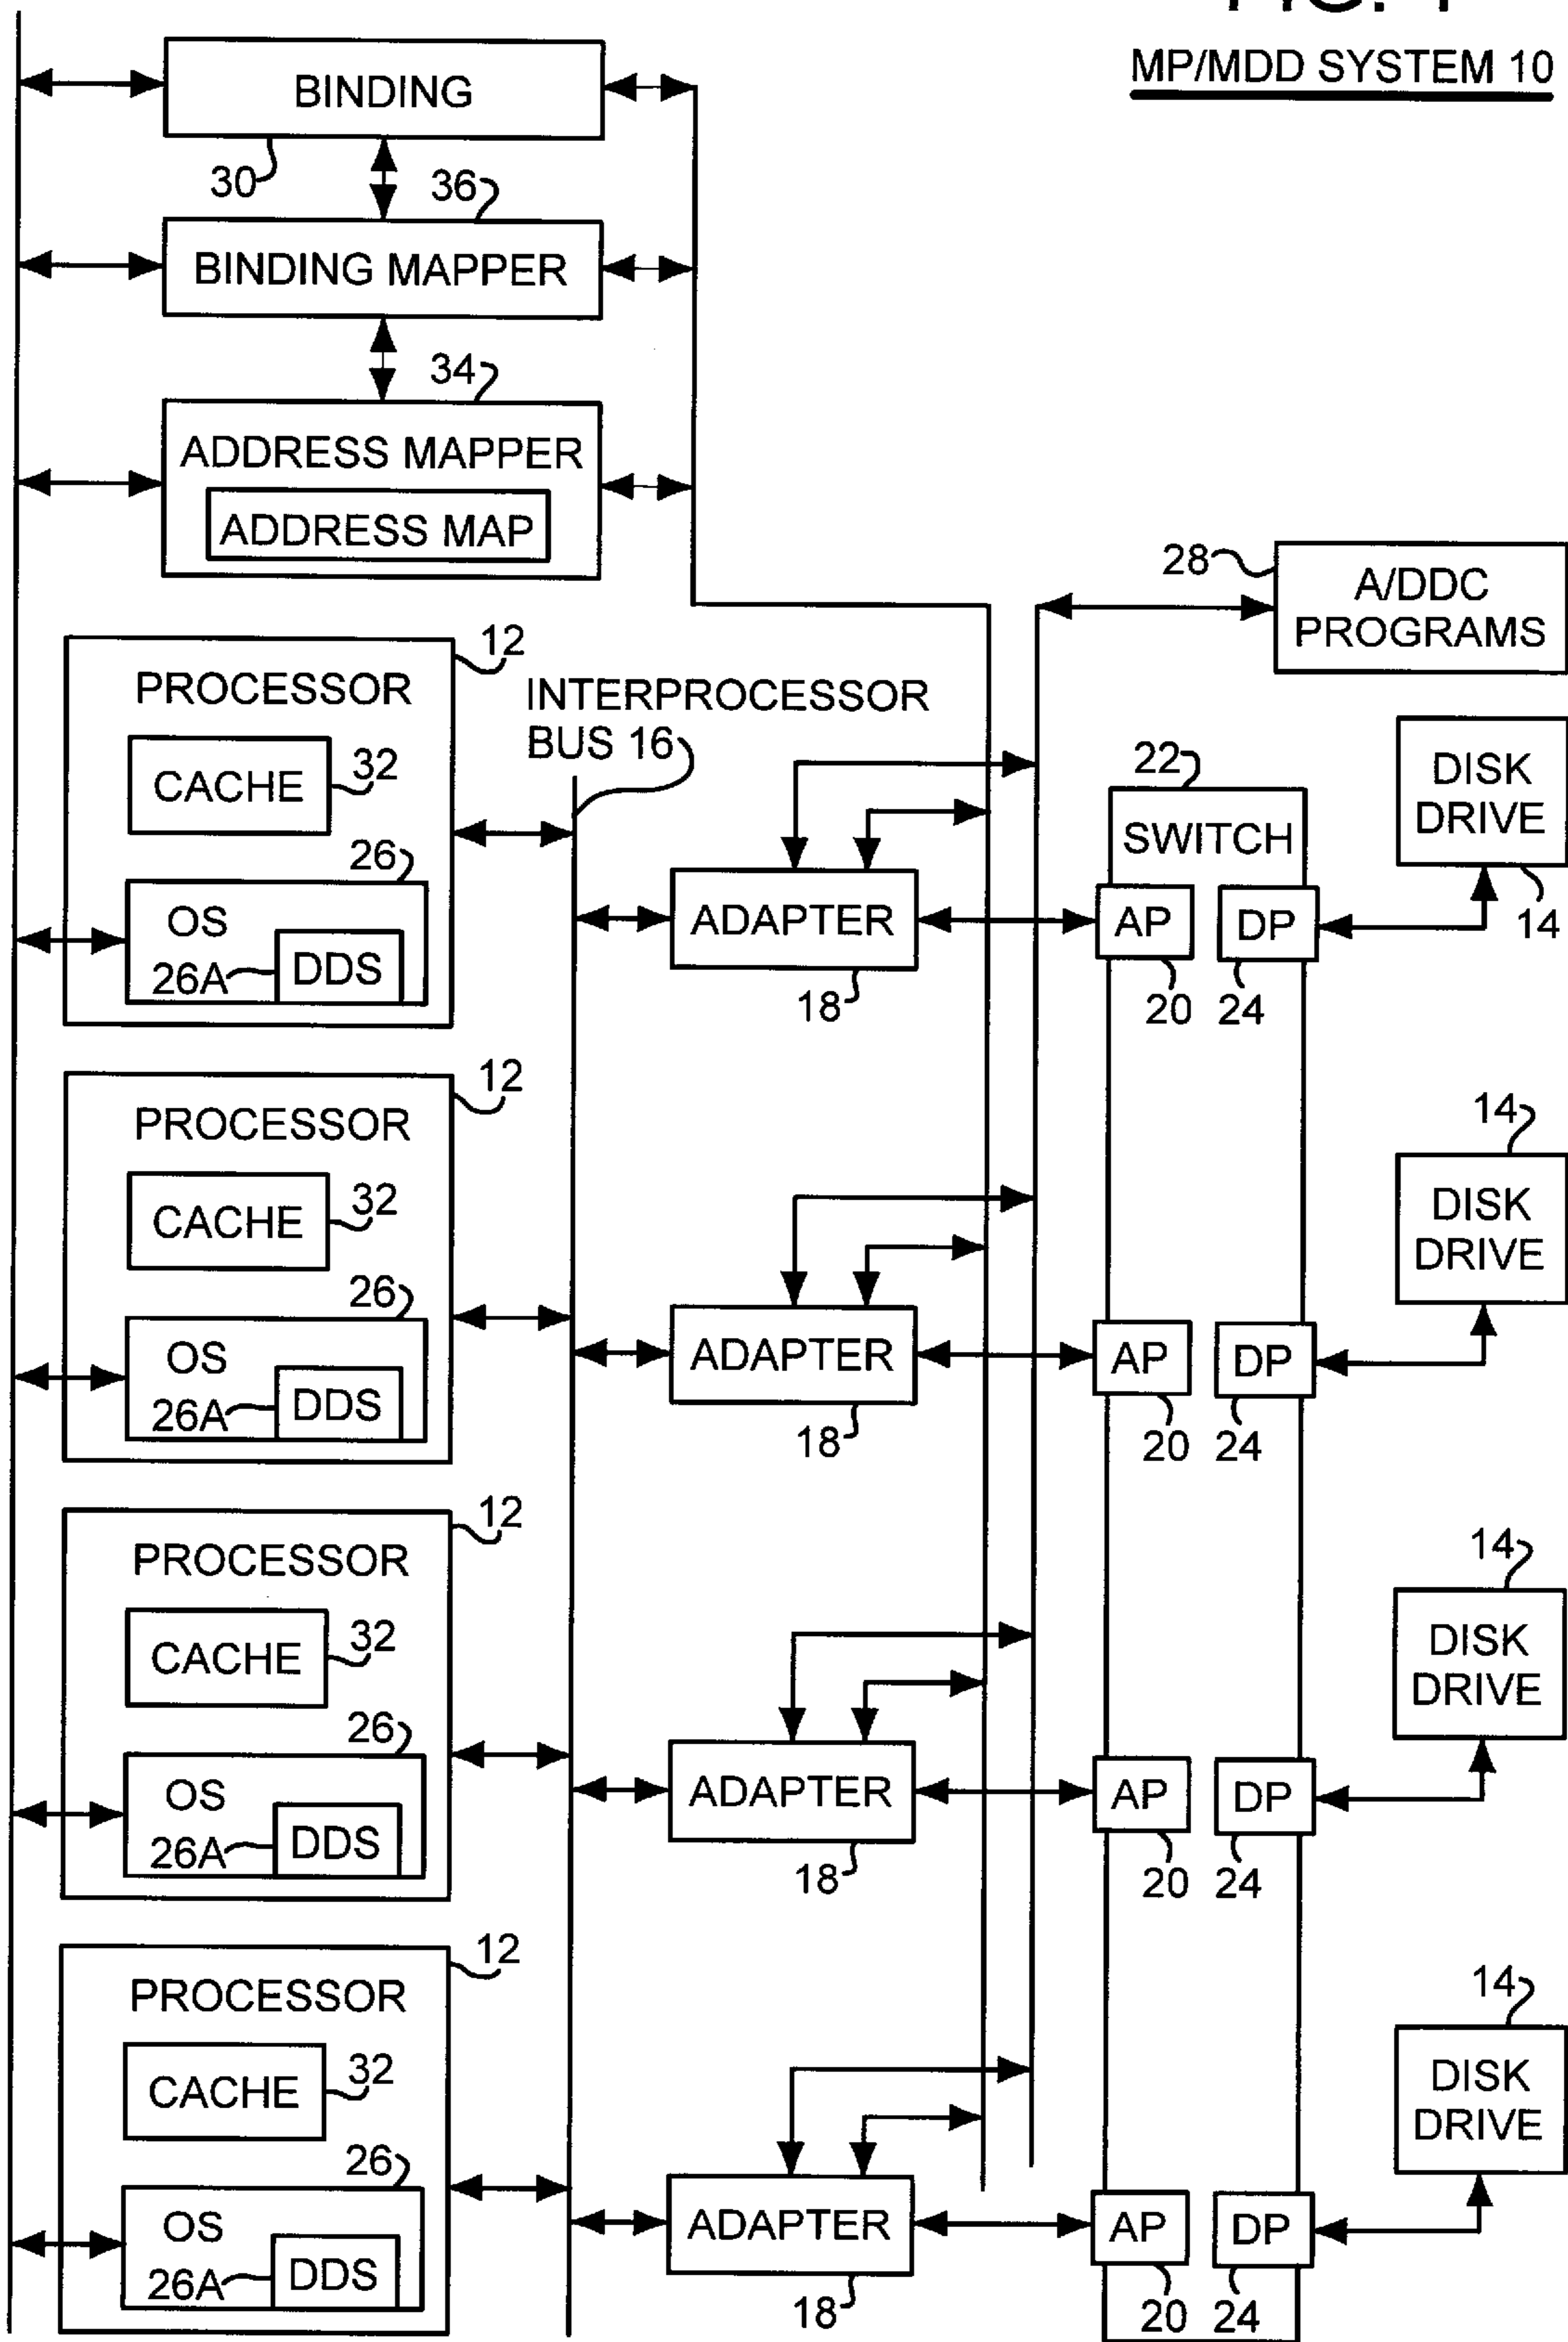 FIG. 1
MP/MDD SYSTEM 10
BINDING
30
36
BINDING MAPPER
34
ADDRESS MAPPER
ADDRESS MAP
28
A/DDC
PROGRAMS
12
PROCESSOR
INTERPROCESSOR
BUS 16
CACHE
32
22
SWITCH
DISK
DRIVE
14
26
OS
26A
DDS
ADAPTER
18
AP
DP
20
24
12
PROCESSOR
CACHE
32
14
DISK
DRIVE
26
OS
26A
DDS
ADAPTER
18
AP
DP
20
24
12
PROCESSOR
CACHE
32
14
DISK
DRIVE
26
OS
26A
DDS
ADAPTER
18
AP
DP
20
24
12
PROCESSOR
CACHE
32
14
DISK
DRIVE
26
OS
26A
DDS
ADAPTER
18
AP
DP
20
24